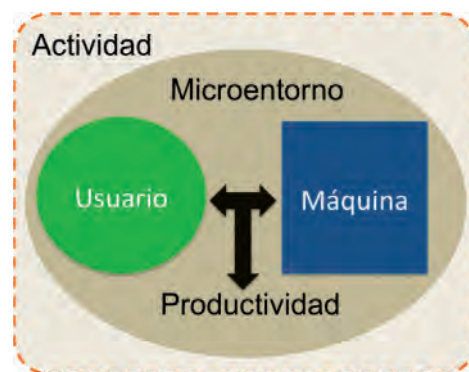 Actividad
Microentorno
Usuario
Máquina
Productividad